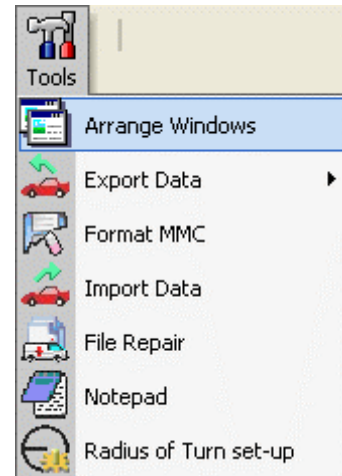 Tools
Arrange Windows
Export Data
Format MMC
Import Data
File Repair
Notepad
Radius of Turn set-up